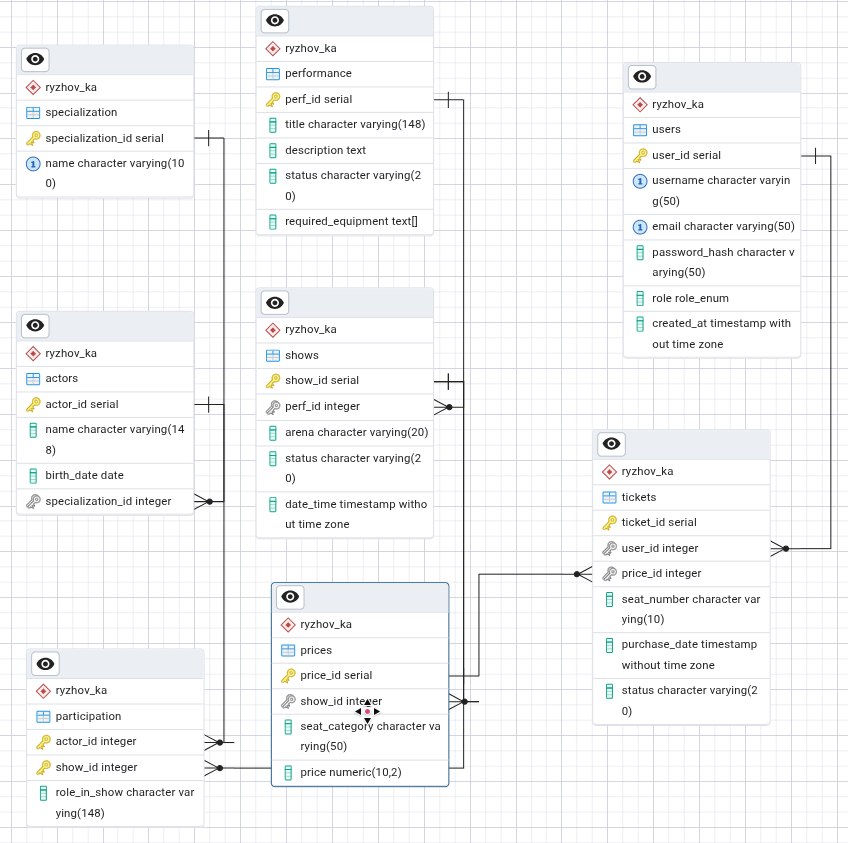 ryzhov_ka
specialization
specialization_id serial
name character varying(10
0)
ryzhov_ka
performance
perf_id serial
title character varying(148)
description text
status character varying(2
0)
required_equipment text[]
ryzhov_ka
users
user_id serial
username character varyin
g(50)
email character varying(50)
password_hash character v
arying(50)
role role_enum
created_at timestamp with
out time zone
ryzhov_ka
actors
actor_id serial
name character varying(14
8)
birth_date date
specialization_id integer
ryzhov_ka
shows
show_id serial
perf_id integer
arena character varying(20)
status character varying(2
0)
date_time timestamp witho
ut time zone
ryzhov_ka
tickets
ticket_id serial
user_id integer
price_id integer
seat_number character var
ying(10)
purchase_date timestamp
without time zone
status character varying(2
0)
ryzhov_ka
prices
price_id serial
show_id integer
seat_category character va
rying(50)
price numeric(10,2)
ryzhov_ka
participation
actor_id integer
show_id integer
role_in_show character var
ying(148)